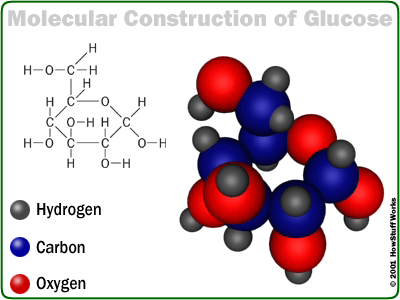 Molecular Construction of Glucose
H
H–O–C–H
H
H C O H
C O–H H C
H–O C C O–H
H O–H
Hydrogen
Carbon
Oxygen
© 2001 HowStuffWorks